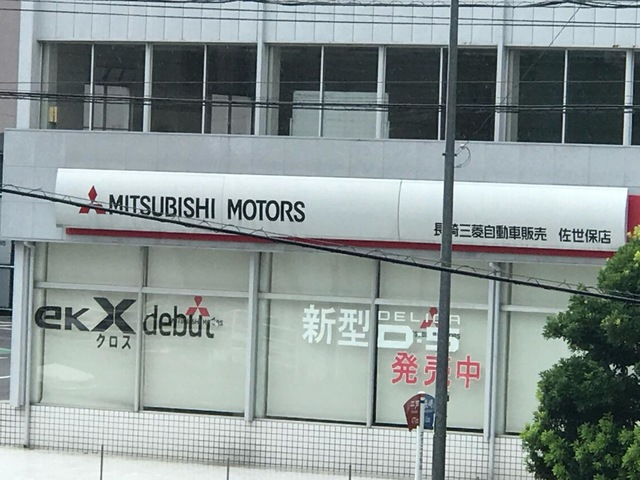 MITSUBISHI MOTORS
長崎三菱自動車販売 佐世保店
eKX debut
クロス
新型 DELICA
D:5
発売中